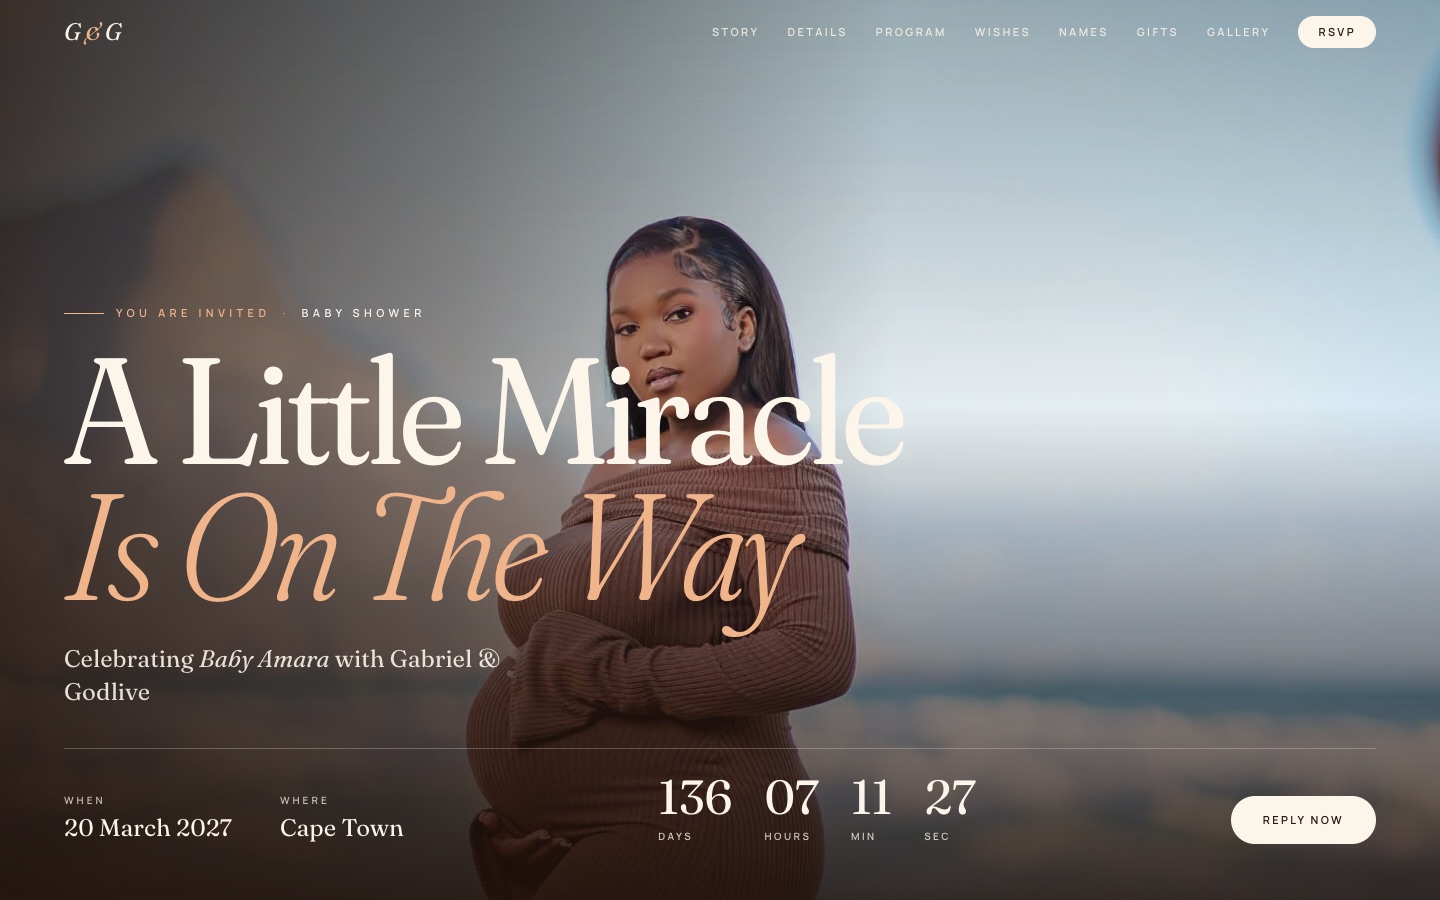 G & G
STORY DETAILS PROGRAM WISHES NAMES GIFTS GALLERY RSVP
YOU ARE INVITED · BABY SHOWER
A Little Miracle
Is On The Way
Celebrating Baby Amara with Gabriel &
Godlive
WHEN
20 March 2027
WHERE
Cape Town
136 07 11 27
DAYS HOURS MIN SEC
REPLY NOW